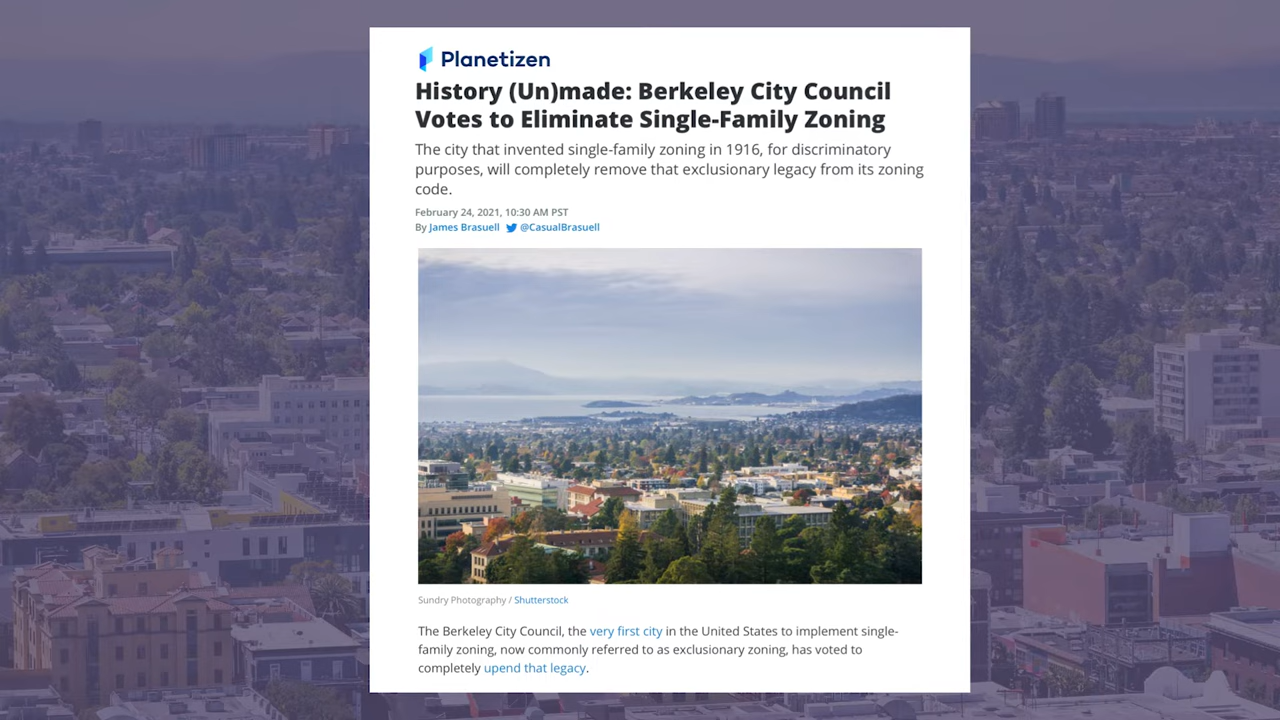 Planetizen
History (Un)made: Berkeley City Council
Votes to Eliminate Single-Family Zoning
The city that invented single-family zoning in 1916, for discriminatory
purposes, will completely remove that exclusionary legacy from its zoning
code.
February 24, 2021, 10:30 AM PST
By James Brasuell @CasualBrasuell
Sundry Photography / Shutterstock
The Berkeley City Council, the very first city in the United States to implement single-
family zoning, now commonly referred to as exclusionary zoning, has voted to
completely upend that legacy.